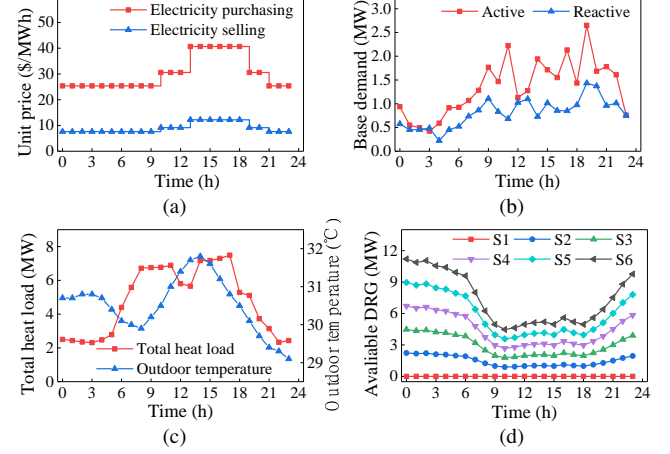 Electricity purchasing
Electricity selling
Unit price ($/MWh)
50
40
30
20
10
0
0 3 6 9 12 15 18 21 24
Time (h)
(a)
Active Reactive
Base demand (MW)
3.0
2.5
2.0
1.5
1.0
0.5
0.0
0 3 6 9 12 15 18 21 24
Time (h)
(b)
Total heat load (MW)
8
6
4
2
0
Total heat load
Outdoor temperature
32
31
30
29
Outdoor temperature (℃)
0 3 6 9 12 15 18 21 24
Time (h)
(c)
S1 S2 S3
S4 S5 S6
Avaliable DRG (MW)
12
9
6
3
0
0 3 6 9 12 15 18 21 24
Time (h)
(d)